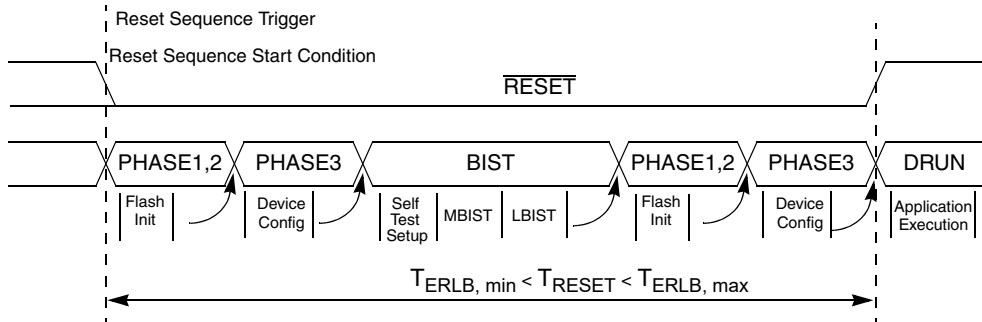 Reset Sequence Trigger
Reset Sequence Start Condition
RESET
PHASE1,2 PHASE3 BIST PHASE1,2 PHASE3 DRUN
Flash Init
Device Config
Self Test Setup
MBIST
LBIST
Flash Init
Device Config
Application Execution
TERLB, min < TRESET < TERLB, max